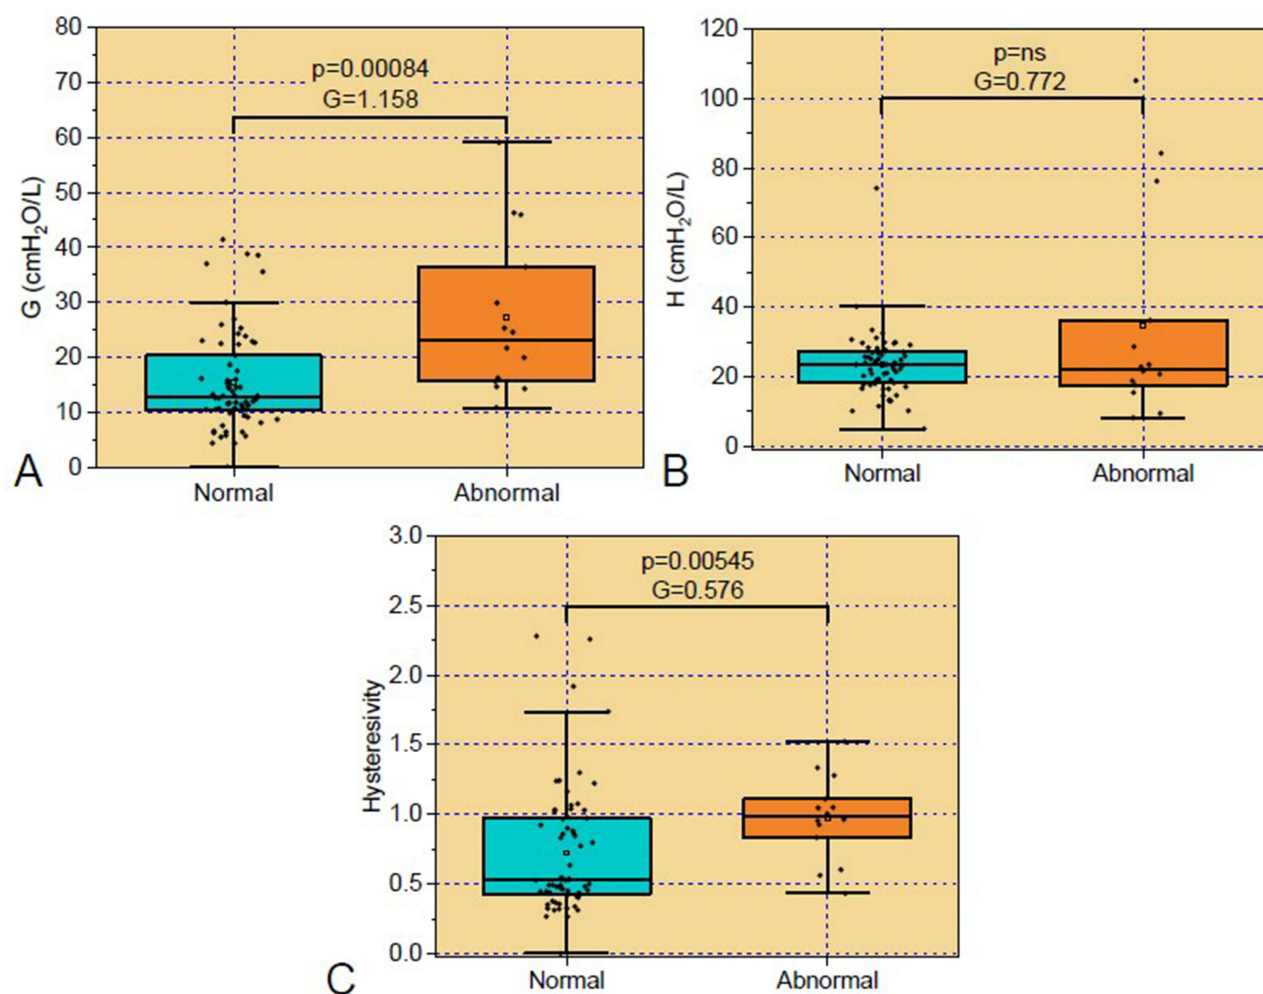 80
70
60
50
40
30
20
10
0
G (cmH₂O/L)
p=0.00084
G=1.158
Normal
Abnormal
A
120
100
80
60
40
20
0
H (cmH₂O/L)
p=ns
G=0.772
Normal
Abnormal
B
3.0
2.5
2.0
1.5
1.0
0.5
0.0
Hysteresivity
p=0.00545
G=0.576
Normal
Abnormal
C